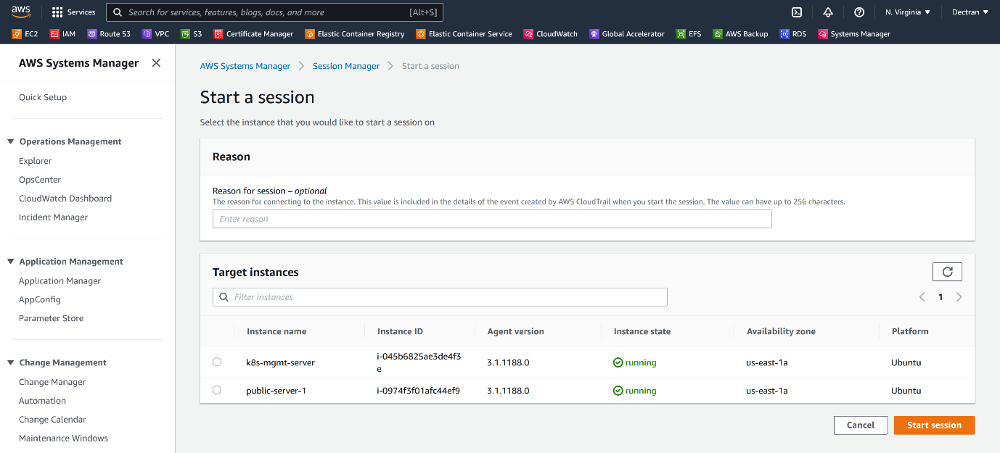 aws Services Search for services, features, blogs, docs, and more [Alt+S] N. Virginia Dectran
EC2 IAM Route 53 VPC S3 Certificate Manager Elastic Container Registry Elastic Container Service CloudWatch Global Accelerator EFS AWS Backup RDS Systems Manager
AWS Systems Manager
Quick Setup
Operations Management
Explorer
OpsCenter
CloudWatch Dashboard
Incident Manager
Application Management
Application Manager
AppConfig
Parameter Store
Change Management
Change Manager
Automation
Change Calendar
Maintenance Windows
AWS Systems Manager Session Manager Start a session
Start a session
Select the instance that you would like to start a session on
Reason
Reason for session – optional
The reason for connecting to the instance. This value is included in the details of the event created by AWS CloudTrail when you start the session. The value can have up to 256 characters.
Enter reason
Target instances
Filter instances
1
Instance name Instance ID Agent version Instance state Availability zone Platform
k8s-mgmt-server i-045b6825ae3de4f3 3.1.1188.0 running us-east-1a Ubuntu
e
public-server-1 i-0974f3f01afc44ef9 3.1.1188.0 running us-east-1a Ubuntu
Cancel Start session